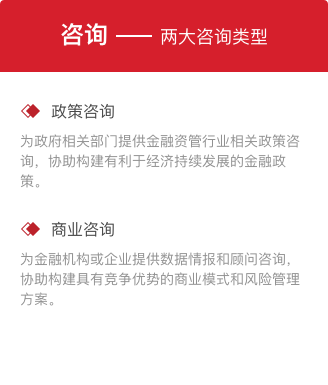 咨询 —— 两大咨询类型
政策咨询
为政府相关部门提供金融资管行业相关政策咨
询，协助构建有利于经济持续发展的金融政
策。
商业咨询
为金融机构或企业提供数据情报和顾问咨询，
协助构建具有竞争优势的商业模式和风险管理
方案。